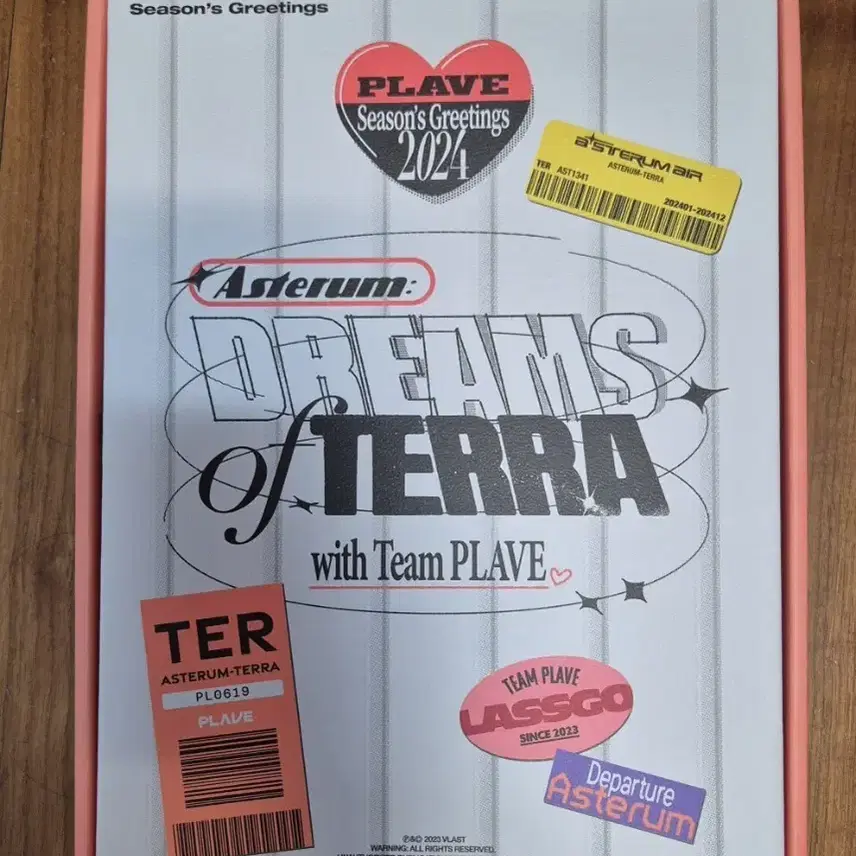 Season's Greetings
PLAVE
Season's Greetings
2024
asterum air
ASTERUM-TERRA
TER AST1341
202401-202412
Asterum:
DREAMS
of TERRA
with Team PLAVE
TER
ASTERUM-TERRA
PL0619
PLAVE
TEAM PLAVE
LASSGO
SINCE 2023
Departure
Asterum
℗&© 2023 VLAST
WARNING: ALL RIGHTS RESERVED.